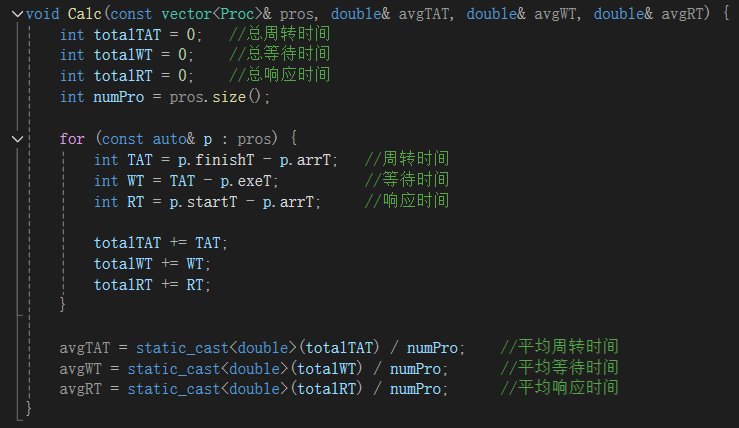 void Calc(const vector<Proc>& pros, double& avgTAT, double& avgWT, double& avgRT) {
int totalTAT = 0; //总周转时间
int totalWT = 0; //总等待时间
int totalRT = 0; //总响应时间
int numPro = pros.size();
for (const auto& p : pros) {
int TAT = p.finishT - p.arrT; //周转时间
int WT = TAT - p.exeT; //等待时间
int RT = p.startT - p.arrT; //响应时间
totalTAT += TAT;
totalWT += WT;
totalRT += RT;
}
avgTAT = static_cast<double>(totalTAT) / numPro; //平均周转时间
avgWT = static_cast<double>(totalWT) / numPro; //平均等待时间
avgRT = static_cast<double>(totalRT) / numPro; //平均响应时间
}